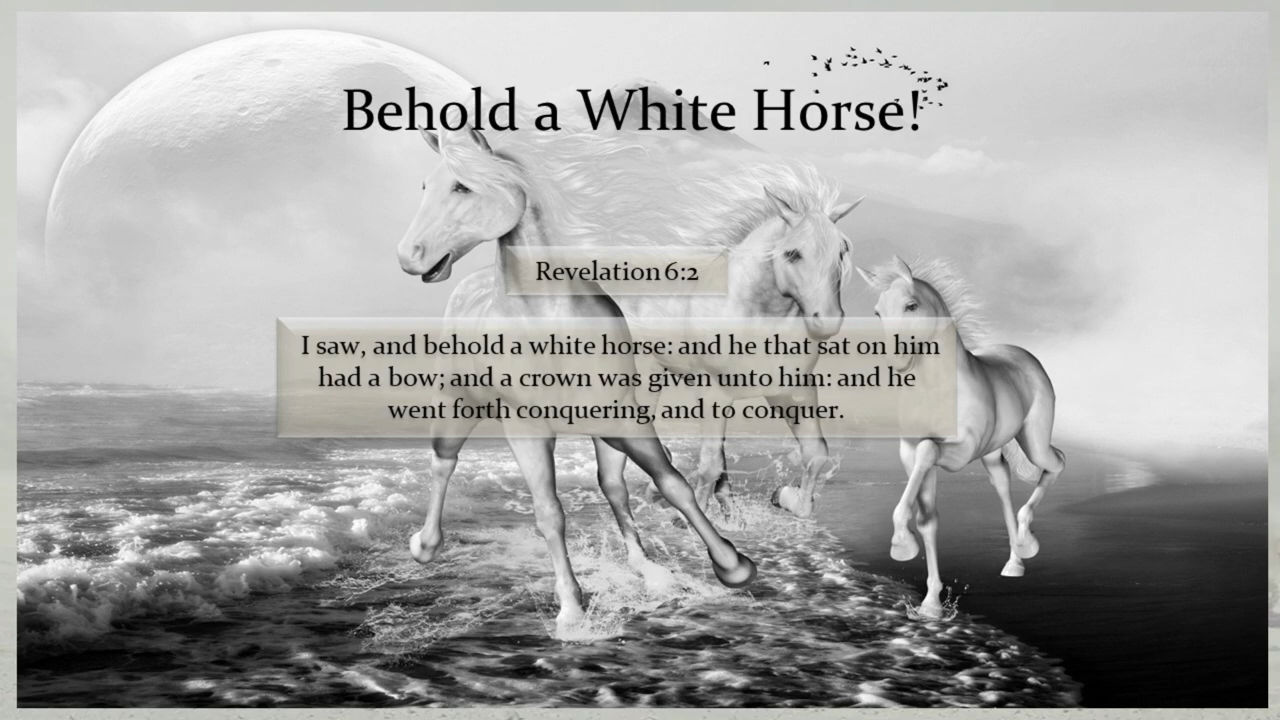 Behold a White Horse!
Revelation 6:2
I saw, and behold a white horse: and he that sat on him
had a bow; and a crown was given unto him: and he
went forth conquering, and to conquer.